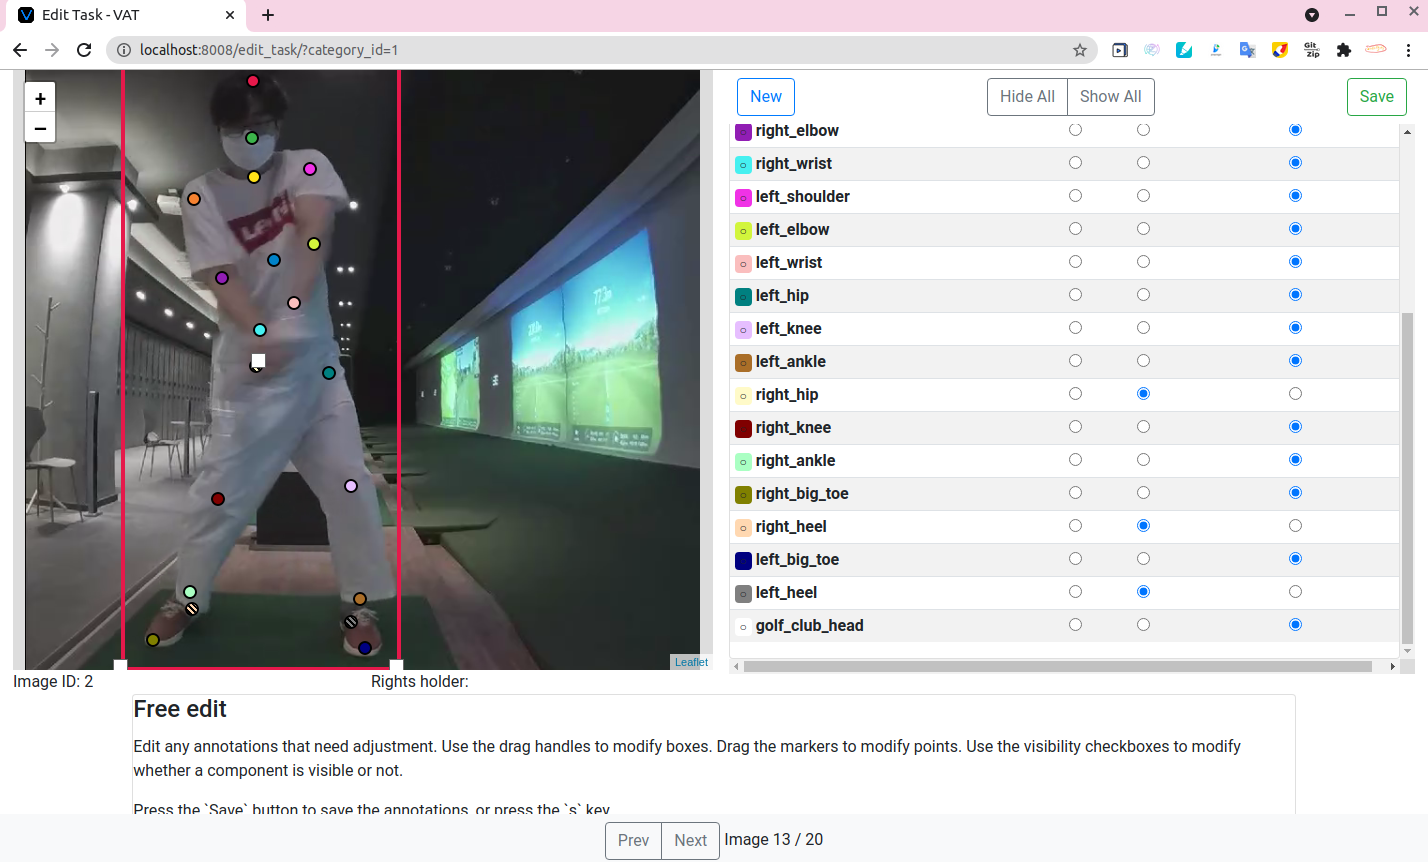 Edit Task - VAT
localhost:8008/edit_task/?category_id=1
Git
Zip
+
−
Levi's
New
Hide All
Show All
Save
right_elbow
right_wrist
left_shoulder
left_elbow
left_wrist
left_hip
left_knee
left_ankle
right_hip
right_knee
right_ankle
right_big_toe
right_heel
left_big_toe
left_heel
golf_club_head
Leaflet
Image ID: 2
Rights holder:
Free edit
Edit any annotations that need adjustment. Use the drag handles to modify boxes. Drag the markers to modify points. Use the visibility checkboxes to modify
whether a component is visible or not.
Press the `Save` button to save the annotations, or press the `s` key.
Prev
Next
Image 13 / 20